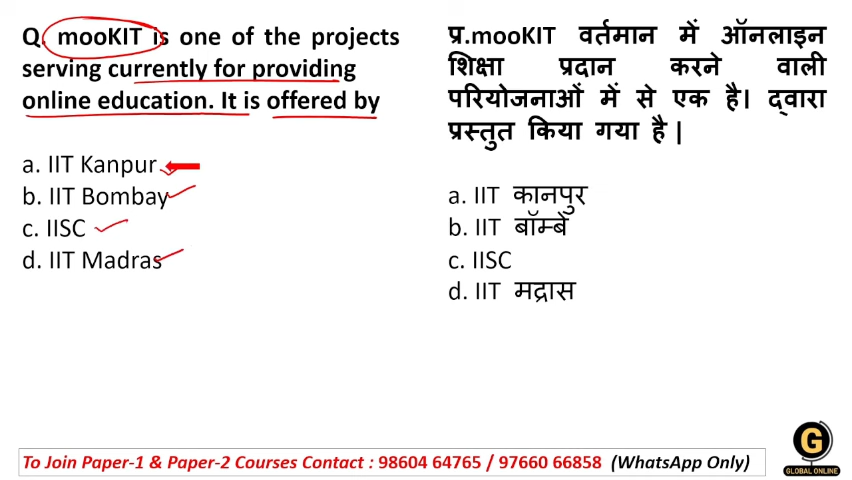 Q. mooKIT is one of the projects
serving currently for providing
online education. It is offered by
a. IIT Kanpur
b. IIT Bombay
c. IISC
d. IIT Madras
प्र.mooKIT वर्तमान में ऑनलाइन
शिक्षा प्रदान करने वाली
परियोजनाओं में से एक है। द्वारा
प्रस्तुत किया गया है |
a. IIT कानपुर
b. IIT बॉम्बे
c. IISC
d. IIT मद्रास
G
GLOBAL ONLINE
To Join Paper-1 & Paper-2 Courses Contact : 98604 64765 / 97660 66858 (WhatsApp Only)